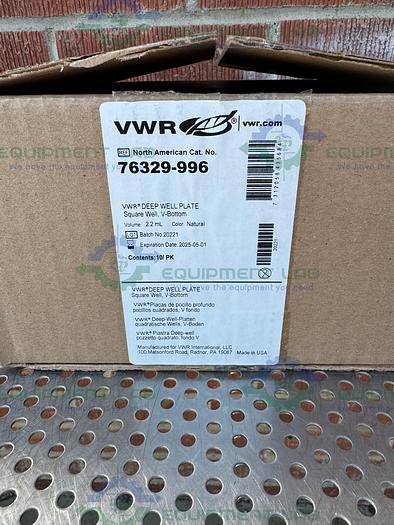 VWR | vwr.com
REF North American Cat. No.
76329-996
VWR® DEEP WELL PLATE
Square Well, V-Bottom
Volume: 2.2 mL Color: Natural
LOT Batch No.20221
Expiration Date: 2025-05-01
Contents:10/ PK
20221
VWR® DEEP WELL PLATE
Square Well, V-Bottom
VWR® Placas de pocillo profundo
pocillos cuadrados, V fondo
VWR® Deep-Well-Platten
quadratische Wells, V-Boden
VWR® Piastra Deep-well
pozzetto quadrato, fondo V
Manufactured for VWR International, LLC
100 Matsonford Road, Radnor, PA 19087 Made in USA
EQUIPMENT LAB